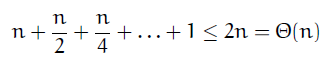 n + n/2 + n/4 + ... + 1 ≤ 2n = Θ(n)